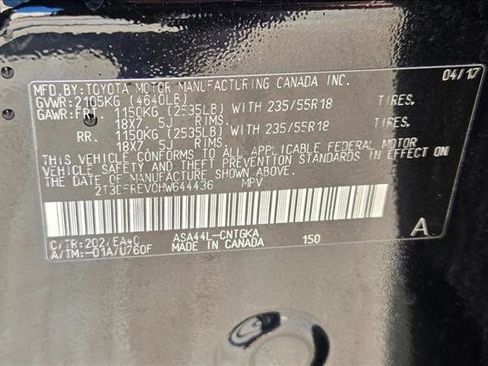 MFD.BY:TOYOTA MOTOR MANUFACTURING CANADA INC. 04/17
GVWR:2105KG (4640LB)
GAWR:FRT. 1150KG (2535LB) WITH 235/55R18 TIRES.
18X7. 5J RIMS.
RR. 1150KG (2535LB) WITH 235/55R18 TIRES.
18X7. 5J RIMS.
THIS VEHICLE CONFORMS TO ALL APPLICABLE FEDERAL MOTOR
VEHICLE SAFETY AND THEFT PREVENTION STANDARDS IN EFFECT ON
THE DATE OF MANUFACTURE SHOWN ABOVE.
MPV
C/TR:202/EA40 ASA44L-CNTGKA A
A/TM:-01A/U760F MADE IN CANADA 150